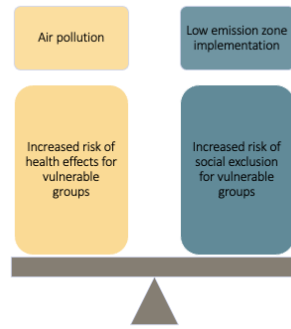 Air pollution
Low emission zone
implementation
Increased risk of
health effects for
vulnerable
groups
Increased risk of
social exclusion
for vulnerable
groups